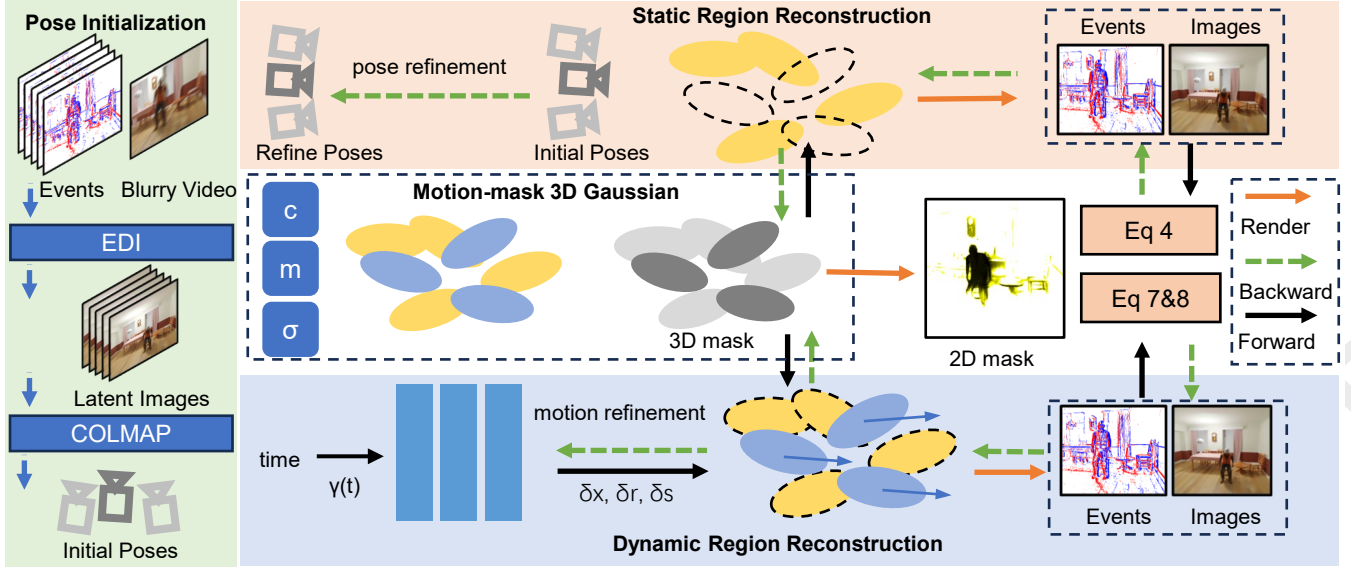 Pose Initialization
Events
Blurry Video
EDI
Latent Images
COLMAP
Initial Poses
Static Region Reconstruction
pose refinement
Refine Poses
Initial Poses
Events
Images
Motion-mask 3D Gaussian
c
m
σ
3D mask
2D mask
Eq 4
Eq 7&8
Render
Backward
Forward
time
γ(t)
motion refinement
δx, δr, δs
Events
Images
Dynamic Region Reconstruction